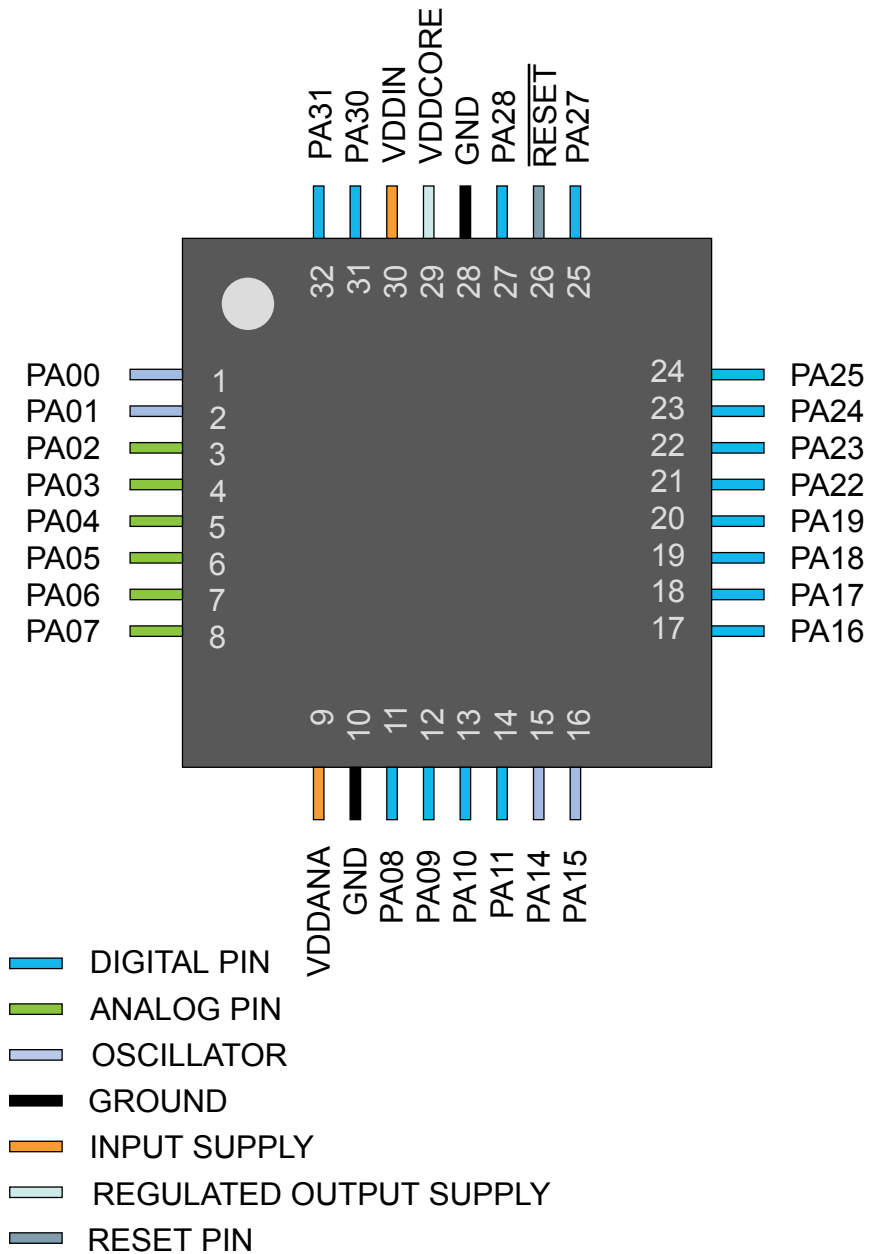 PA31
PA30
VDDIN
VDDCORE
GND
PA28
RESET
PA27
32
31
30
29
28
27
26
25
PA00 1
PA01 2
PA02 3
PA03 4
PA04 5
PA05 6
PA06 7
PA07 8
24 PA25
23 PA24
22 PA23
21 PA22
20 PA19
19 PA18
18 PA17
17 PA16
9
10
11
12
13
14
15
16
VDDANA
GND
PA08
PA09
PA10
PA11
PA14
PA15
DIGITAL PIN
ANALOG PIN
OSCILLATOR
GROUND
INPUT SUPPLY
REGULATED OUTPUT SUPPLY
RESET PIN